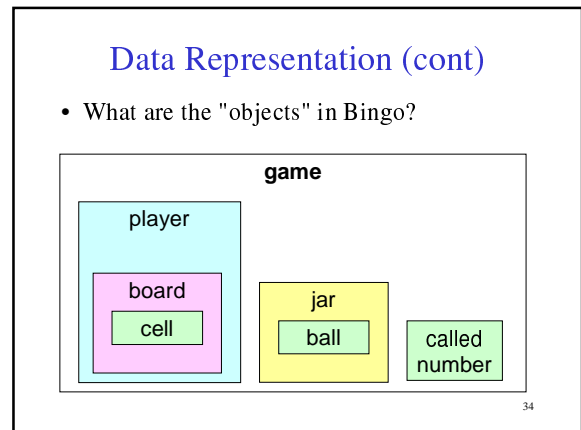 Data Representation (cont)
• What are the "objects" in Bingo?
game
player
board
cell
jar
ball
called
number
34